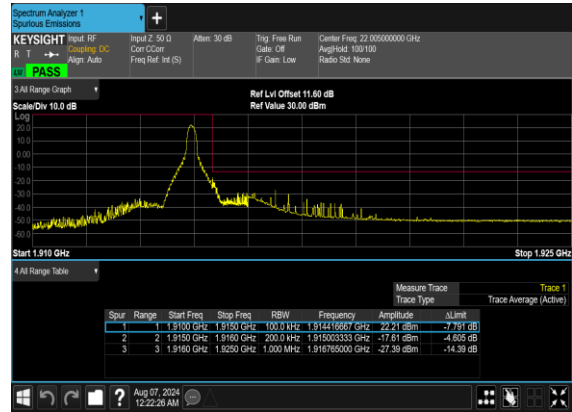 Spectrum Analyzer 1
Spurious Emissions
+
KEYSIGHT Input: RF Input Z: 50 Ω Atten: 30 dB Trig: Free Run Center Freq: 22.005000000 GHz
R T Coupling: DC Corr CCorr Gate: Off Avg|Hold: 100/100
Align: Auto Freq Ref: Int (S) IF Gain: Low Radio Std: None
PASS
3 All Range Graph
Ref Lvl Offset 11.60 dB
Scale/Div 10.0 dB Ref Value 30.00 dBm
Log
20.0
10.0
0.00
-10.0
-20.0
-30.0
-40.0
-50.0
-60.0
Start 1.910 GHz Stop 1.925 GHz
4 All Range Table
Measure Trace Trace 1
Trace Type Trace Average (Active)
Spur Range Start Freq Stop Freq RBW Frequency Amplitude ΔLimit
1 1 1.9100 GHz 1.9150 GHz 100.0 kHz 1.914416667 GHz 22.21 dBm -7.791 dB
2 2 1.9150 GHz 1.9160 GHz 200.0 kHz 1.915003333 GHz -17.61 dBm -4.605 dB
3 3 1.9160 GHz 1.9250 GHz 1.000 MHz 1.916765000 GHz -27.39 dBm -14.39 dB
? Aug 07, 2024
12:22:26 AM